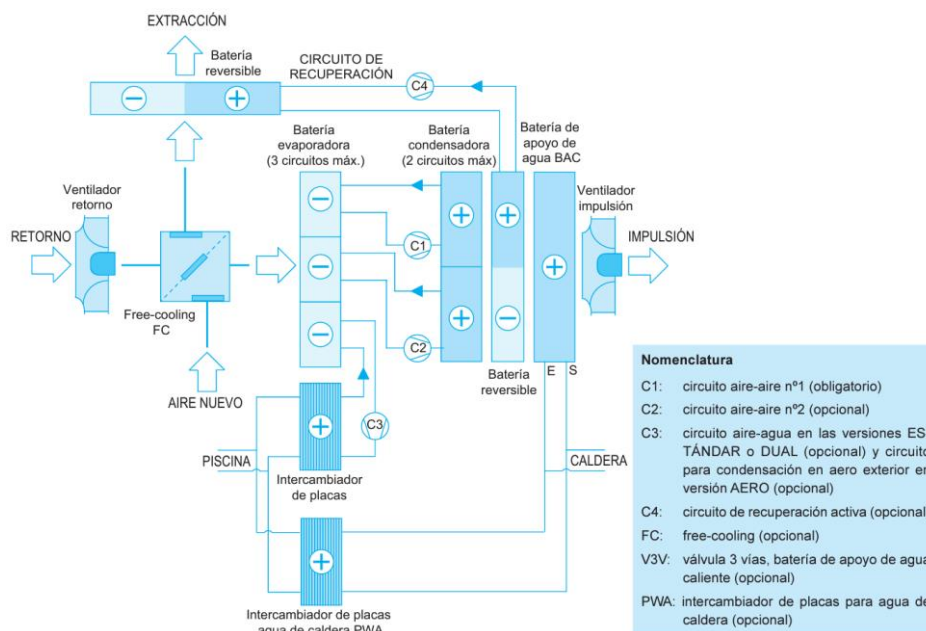 EXTRACCIÓN
Batería
reversible
CIRCUITO DE
RECUPERACIÓN
C4
Batería
evaporadora
(3 circuitos máx.)
Batería
condensadora
(2 circuitos máx)
Batería de
apoyo de
agua BAC
Ventilador
retorno
Ventilador
impulsión
RETORNO
IMPULSIÓN
C1
Free-cooling
FC
C2
Batería
reversible
E S
AIRE NUEVO
C3
PISCINA
CALDERA
Intercambiador
de placas
Intercambiador de placas
agua de caldera PWA
Nomenclatura
C1: circuito aire-aire nº1 (obligatorio)
C2: circuito aire-aire nº2 (opcional)
C3: circuito aire-agua en las versiones ES
TÁNDAR o DUAL (opcional) y circuito
para condensación en aero exterior en
versión AERO (opcional)
C4: circuito de recuperación activa (opcional
FC: free-cooling (opcional)
V3V: válvula 3 vías, batería de apoyo de agua
caliente (opcional)
PWA: intercambiador de placas para agua de
caldera (opcional)